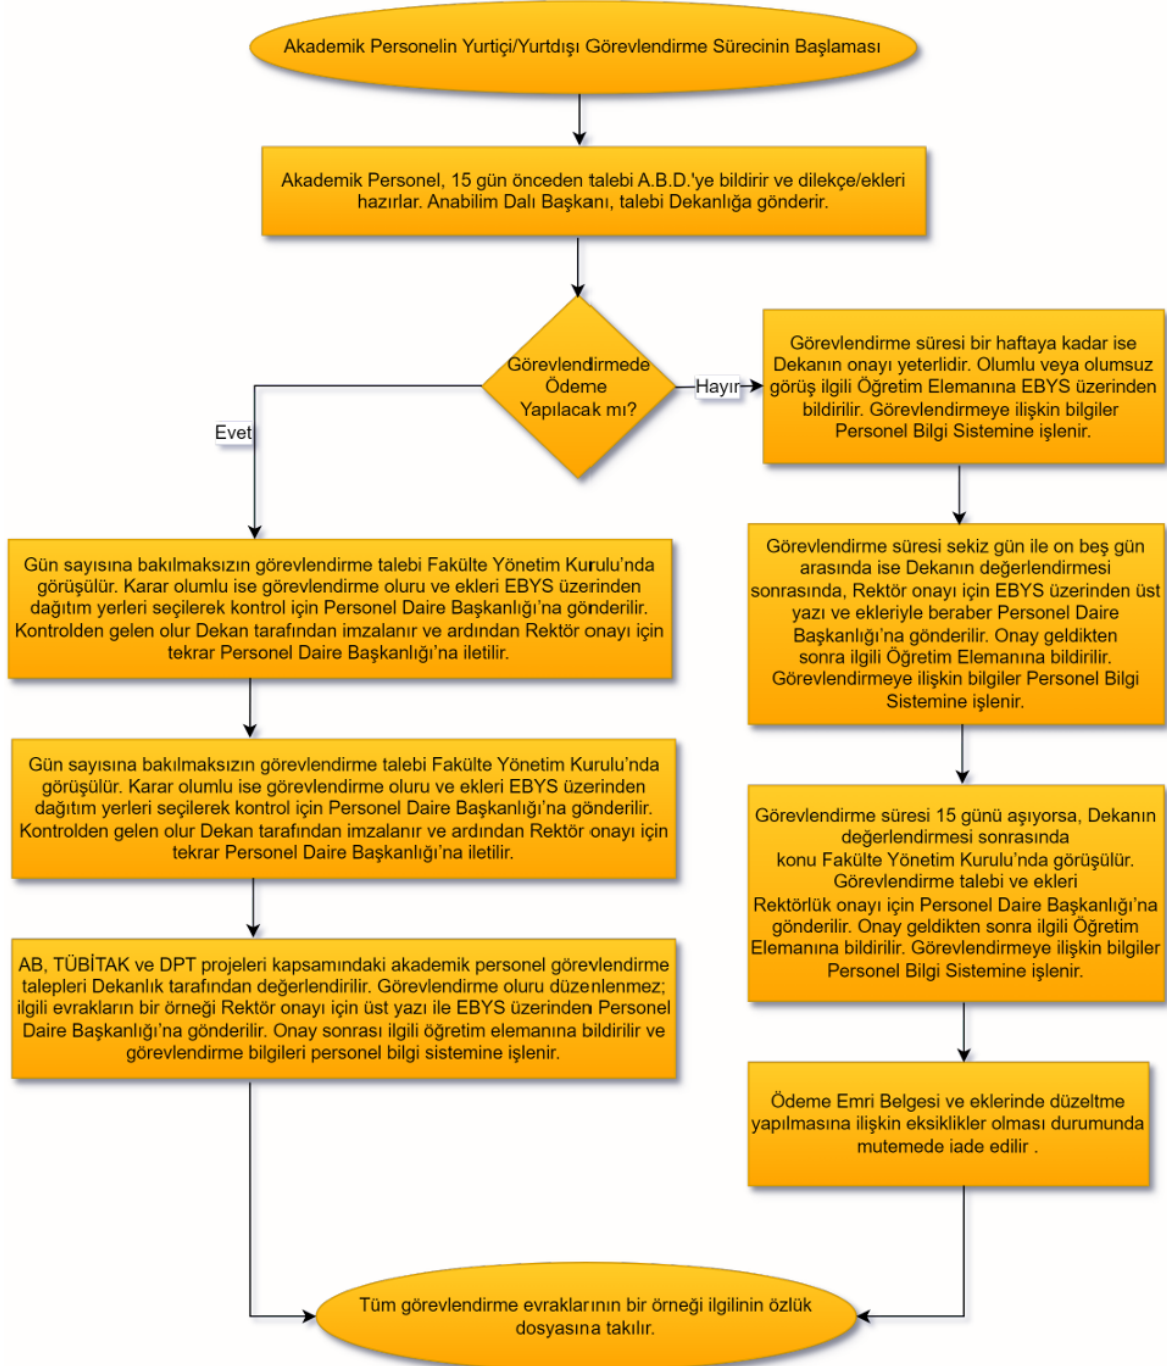 Akademik Personelin Yurtiçi/Yurtdışı Görevlendirme Sürecinin Başlaması
Akademik Personel, 15 gün önceden talebi A.B.D.'ye bildirir ve dilekçe/ekleri
hazırlar. Anabilim Dalı Başkanı, talebi Dekanlığa gönderir.
Görevlendirmede
Ödeme
Yapılacak mı?
Hayır
Evet
Görevlendirme süresi bir haftaya kadar ise
Dekanın onayı yeterlidir. Olumlu veya olumsuz
görüş ilgili Öğretim Elemanına EBYS üzerinden
bildirilir. Görevlendirmeye ilişkin bilgiler
Personel Bilgi Sistemine işlenir.
Gün sayısına bakılmaksızın görevlendirme talebi Fakülte Yönetim Kurulu’nda
görüşülür. Karar olumlu ise görevlendirme oluru ve ekleri EBYS üzerinden
dağıtım yerleri seçilerek kontrol için Personel Daire Başkanlığı’na gönderilir.
Kontrolden gelen olur Dekan tarafından imzalanır ve ardından Rektör onayı için
tekrar Personel Daire Başkanlığı’na iletilir.
Görevlendirme süresi sekiz gün ile on beş gün
arasında ise Dekanın değerlendirmesi
sonrasında, Rektör onayı için EBYS üzerinden üst
yazı ve ekleriyle beraber Personel Daire
Başkanlığı’na gönderilir. Onay geldikten
sonra ilgili Öğretim Elemanına bildirilir.
Görevlendirmeye ilişkin bilgiler Personel Bilgi
Sistemine işlenir.
Gün sayısına bakılmaksızın görevlendirme talebi Fakülte Yönetim Kurulu’nda
görüşülür. Karar olumlu ise görevlendirme oluru ve ekleri EBYS üzerinden
dağıtım yerleri seçilerek kontrol için Personel Daire Başkanlığı’na gönderilir.
Kontrolden gelen olur Dekan tarafından imzalanır ve ardından Rektör onayı için
tekrar Personel Daire Başkanlığı’na iletilir.
Görevlendirme süresi 15 günü aşıyorsa, Dekanın
değerlendirmesi sonrasında
konu Fakülte Yönetim Kurulu’nda görüşülür.
Görevlendirme talebi ve ekleri
Rektörlük onayı için Personel Daire Başkanlığı’na
gönderilir. Onay geldikten sonra ilgili Öğretim
Elemanına bildirilir. Görevlendirmeye ilişkin bilgiler
Personel Bilgi Sistemine işlenir.
AB, TÜBİTAK ve DPT projeleri kapsamındaki akademik personel görevlendirme
talepleri Dekanlık tarafından değerlendirilir. Görevlendirme oluru düzenlenmez;
ilgili evrakların bir örneği Rektör onayı için üst yazı ile EBYS üzerinden Personel
Daire Başkanlığı’na gönderilir. Onay sonrası ilgili öğretim elemanına bildirilir ve
görevlendirme bilgileri personel bilgi sistemine işlenir.
Ödeme Emri Belgesi ve eklerinde düzeltme
yapılmasına ilişkin eksiklikler olması durumunda
mutemede iade edilir .
Tüm görevlendirme evraklarının bir örneği ilgilinin özlük
dosyasına takılır.